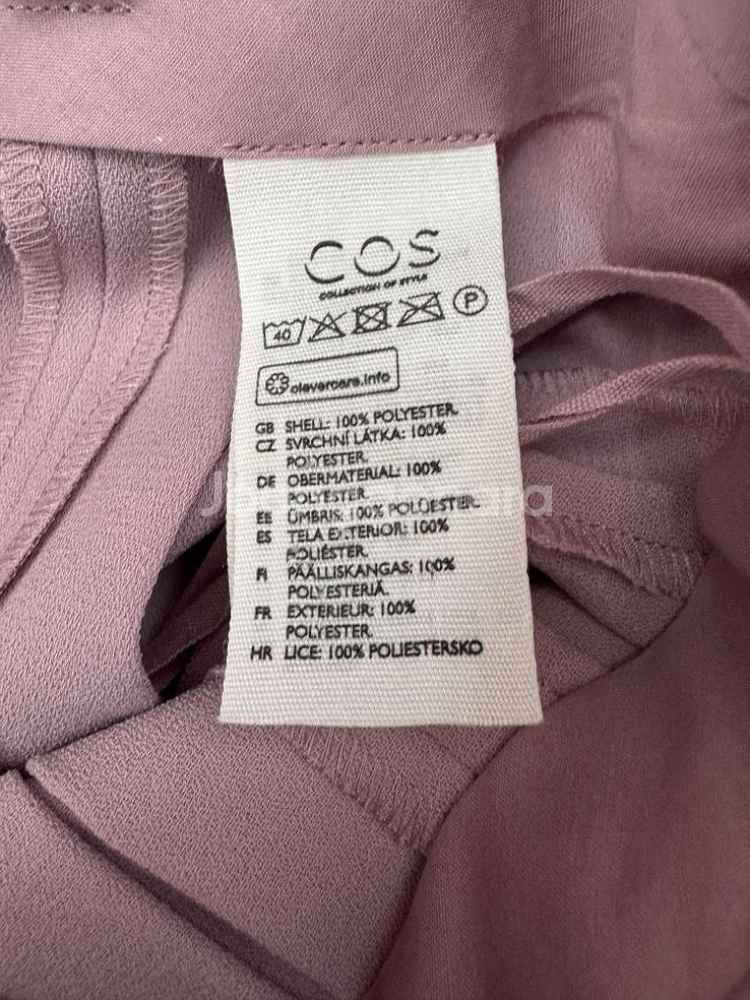 COS
COLLECTION OF STYLE
40 P
clevercare.info
GB SHELL: 100% POLYESTER
CZ SVRCHNÍ LÁTKA: 100%
POLYESTER
DE OBERMATERIAL: 100%
POLYESTER
EE ÜMBRIS: 100% POLÜESTER
ES TELA EXTERIOR: 100%
POLIÉSTER
FI PÄÄLLISKANGAS: 100%
POLYESTERIÄ
FR EXTERIEUR: 100%
POLYESTER
HR LICE: 100% POLIESTERSKO